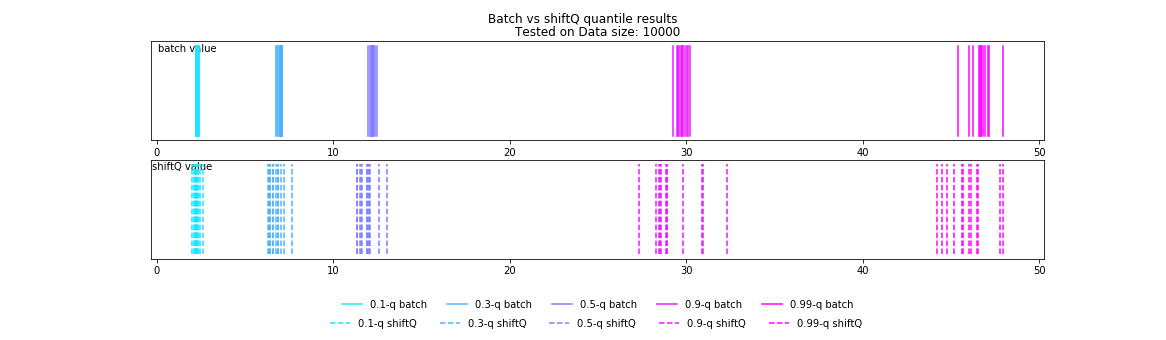 Batch vs shiftQ quantile results
Tested on Data size: 10000
batch value
0 10 20 30 40 50
shiftQ value
0 10 20 30 40 50
0.1-q batch 0.3-q batch 0.5-q batch 0.9-q batch 0.99-q batch
0.1-q shiftQ 0.3-q shiftQ 0.5-q shiftQ 0.9-q shiftQ 0.99-q shiftQ